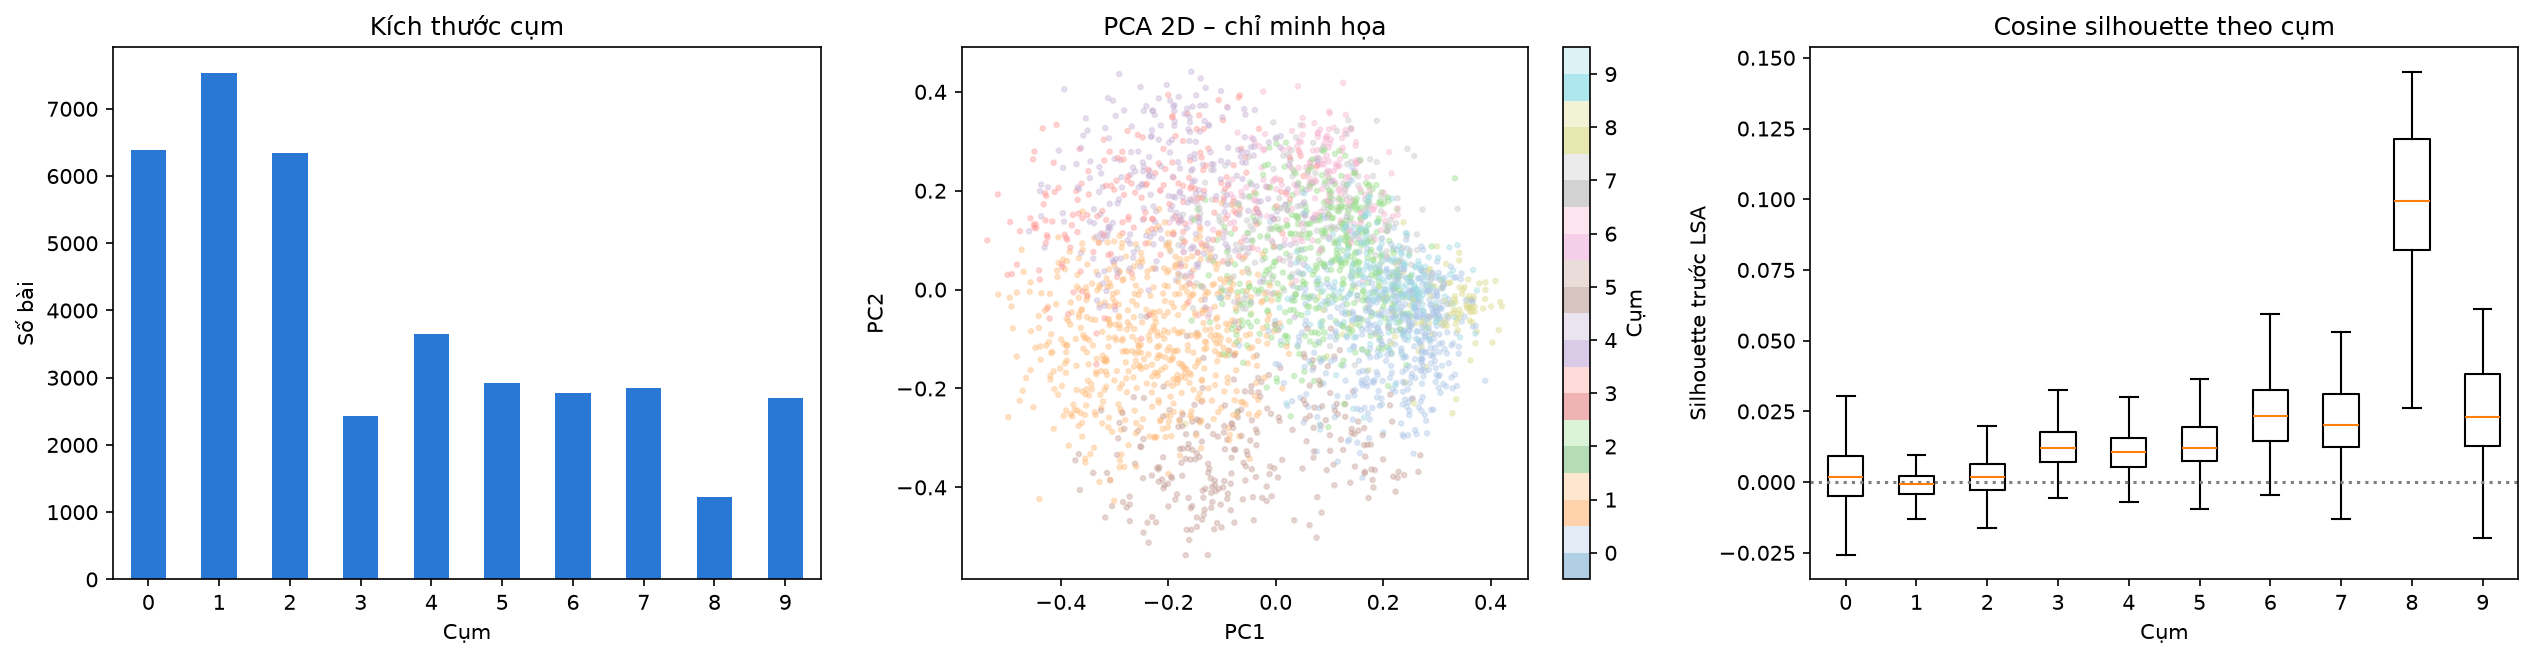 Kích thước cụm
7000
6000
5000
4000
3000
2000
1000
0
Số bài
0 1 2 3 4 5 6 7 8 9
Cụm
PCA 2D – chỉ minh họa
0.4
0.2
0.0
−0.2
−0.4
PC2
−0.4 −0.2 0.0 0.2 0.4
PC1
9
8
7
6
5
4
3
2
1
0
Cụm
Cosine silhouette theo cụm
0.150
0.125
0.100
0.075
0.050
0.025
0.000
−0.025
Silhouette trước LSA
0 1 2 3 4 5 6 7 8 9
Cụm